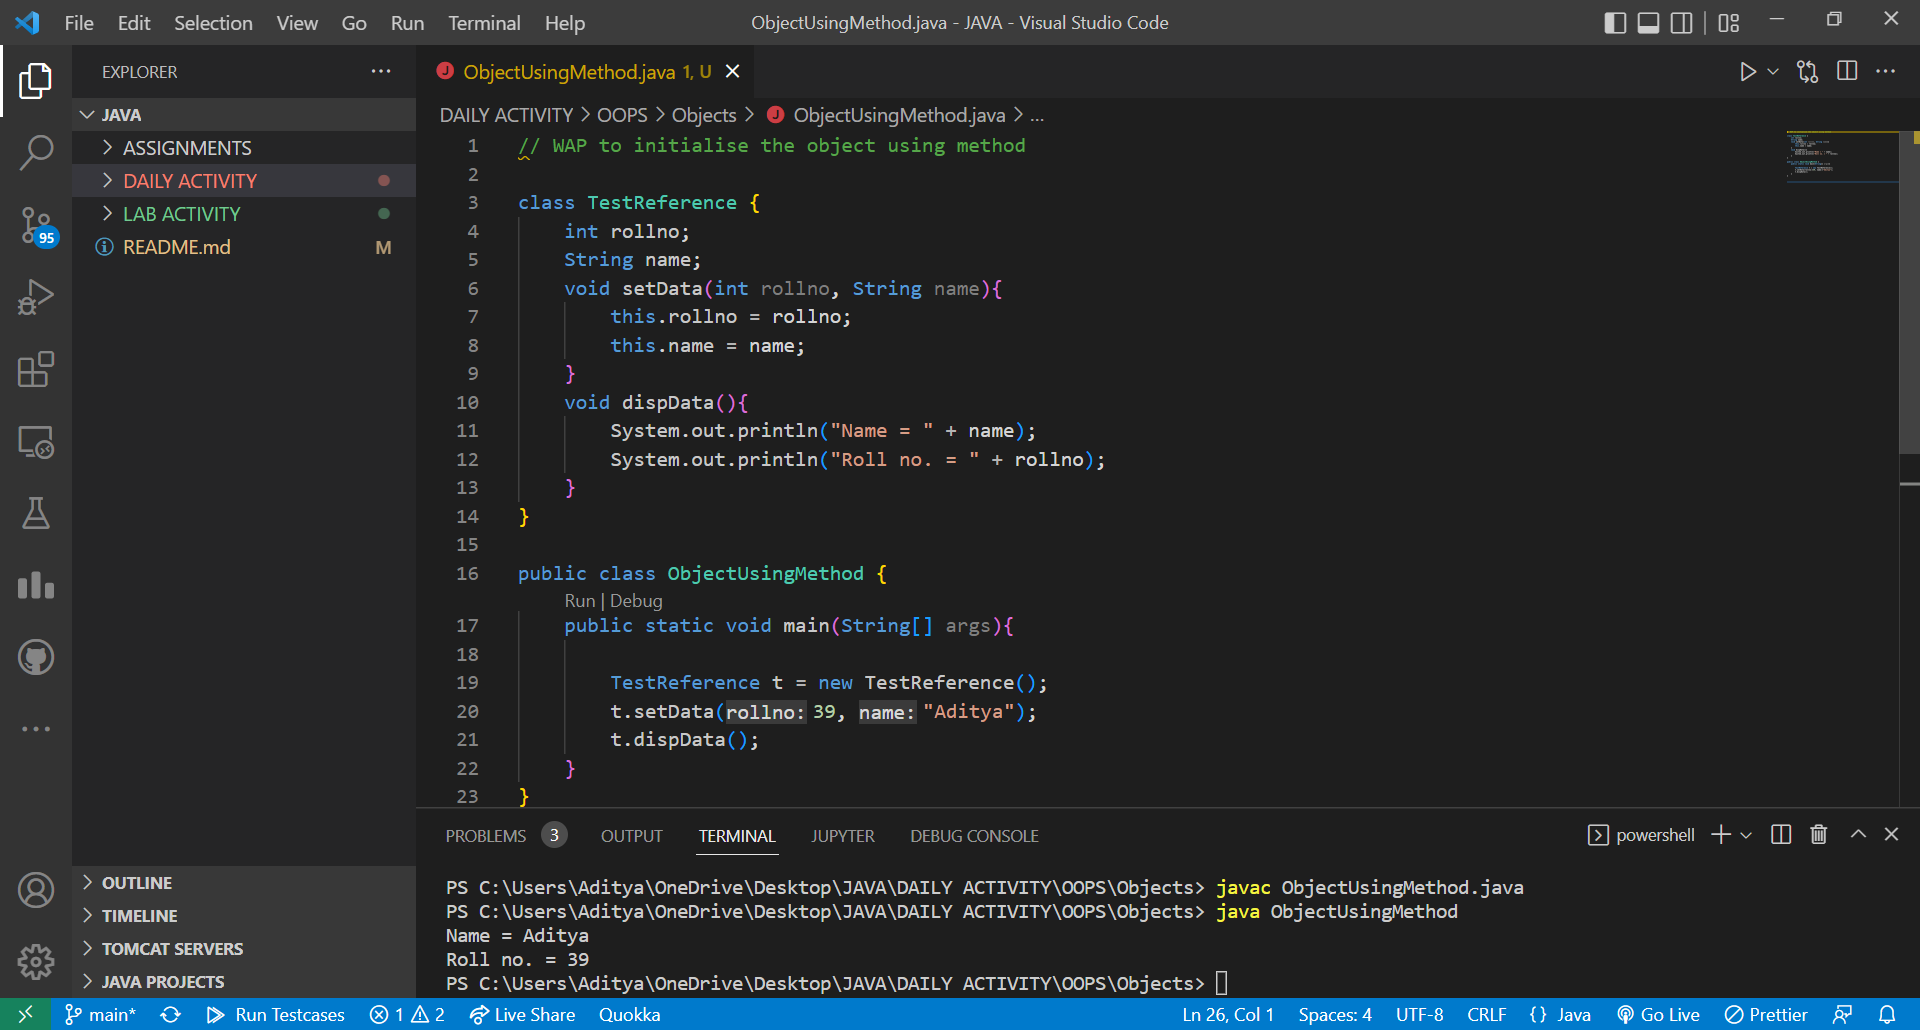 File Edit Selection View Go Run Terminal Help
ObjectUsingMethod.java - JAVA - Visual Studio Code
EXPLORER
JAVA
ASSIGNMENTS
DAILY ACTIVITY
LAB ACTIVITY
README.md M
95
OUTLINE
TIMELINE
TOMCAT SERVERS
JAVA PROJECTS
ObjectUsingMethod.java 1, U
DAILY ACTIVITY > OOPS > Objects > ObjectUsingMethod.java > ...
1 // WAP to initialise the object using method
2
3 class TestReference {
4 int rollno;
5 String name;
6 void setData(int rollno, String name){
7 this.rollno = rollno;
8 this.name = name;
9 }
10 void dispData(){
11 System.out.println("Name = " + name);
12 System.out.println("Roll no. = " + rollno);
13 }
14 }
15
16 public class ObjectUsingMethod {
Run | Debug
17 public static void main(String[] args){
18
19 TestReference t = new TestReference();
20 t.setData(rollno: 39, name: "Aditya");
21 t.dispData();
22 }
23 }
PROBLEMS 3 OUTPUT TERMINAL JUPYTER DEBUG CONSOLE
powershell
PS C:\Users\Aditya\OneDrive\Desktop\JAVA\DAILY ACTIVITY\OOPS\Objects> javac ObjectUsingMethod.java
PS C:\Users\Aditya\OneDrive\Desktop\JAVA\DAILY ACTIVITY\OOPS\Objects> java ObjectUsingMethod
Name = Aditya
Roll no. = 39
PS C:\Users\Aditya\OneDrive\Desktop\JAVA\DAILY ACTIVITY\OOPS\Objects>
main* Run Testcases 1 2 Live Share Quokka
Ln 26, Col 1 Spaces: 4 UTF-8 CRLF {} Java Go Live Prettier